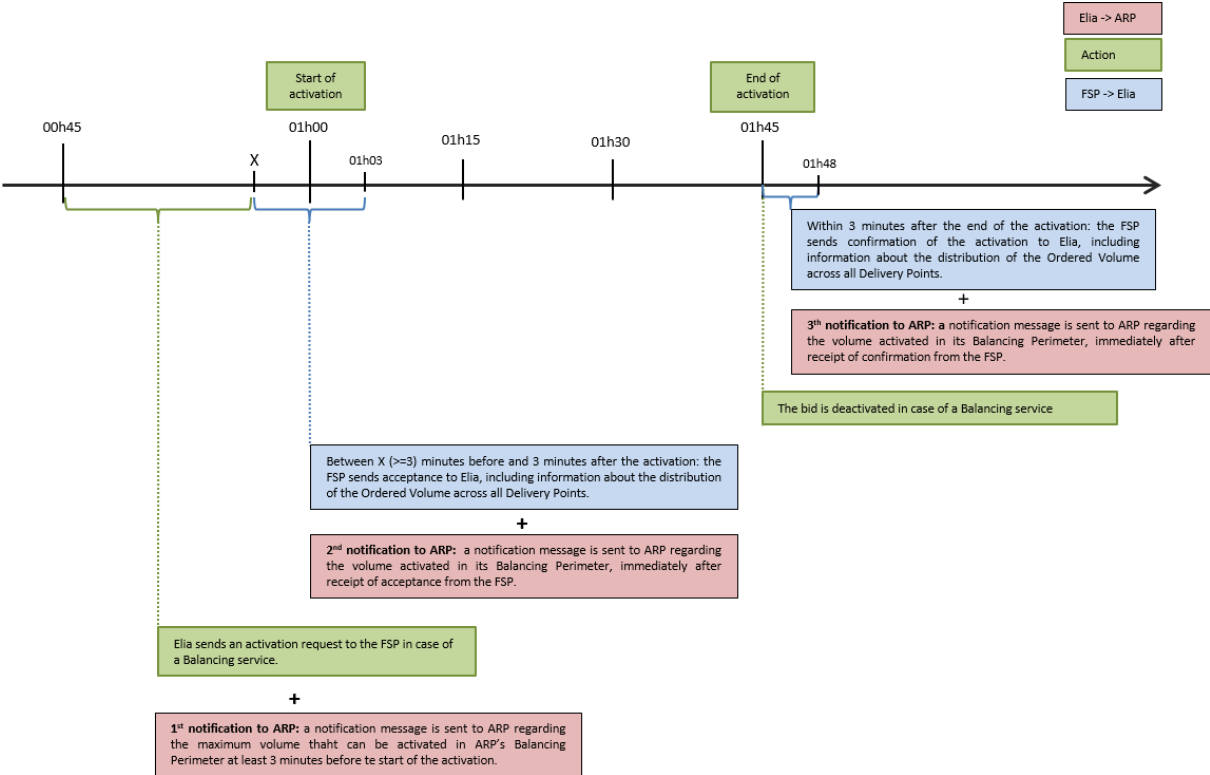 Elia -> ARP
Action
FSP -> Elia
Start of
activation
End of
activation
00h45
X
01h00
01h03
01h15
01h30
01h45
01h48
Within 3 minutes after the end of the activation: the FSP
sends confirmation of the activation to Elia, including
information about the distribution of the Ordered Volume
across all Delivery Points.
+
3th notification to ARP: a notification message is sent to ARP regarding
the volume activated in its Balancing Perimeter, immediately after
receipt of confirmation from the FSP.
The bid is deactivated in case of a Balancing service
Between X (>=3) minutes before and 3 minutes after the activation: the
FSP sends acceptance to Elia, including information about the distribution
of the Ordered Volume across all Delivery Points.
+
2nd notification to ARP: a notification message is sent to ARP regarding
the volume activated in its Balancing Perimeter, immediately after
receipt of acceptance from the FSP.
Elia sends an activation request to the FSP in case of
a Balancing service.
+
1st notification to ARP: a notification message is sent to ARP regarding
the maximum volume thaht can be activated in ARP's Balancing
Perimeter at least 3 minutes before te start of the activation.